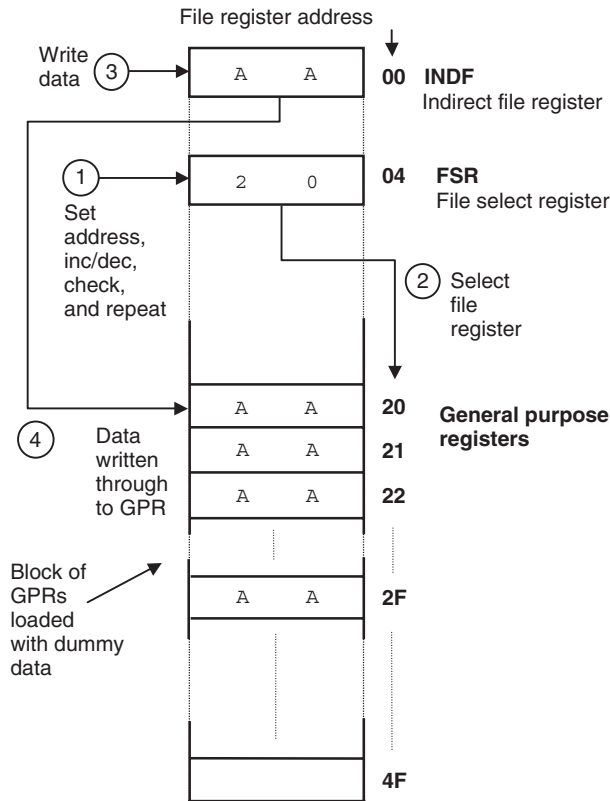 File register address
Write
data
3
A A
00 INDF
Indirect file register
1
2 0
04 FSR
File select register
Set
address,
inc/dec,
check,
and repeat
2
Select
file
register
A A
20
General purpose
registers
4
Data
written
through
to GPR
A A
21
A A
22
Block of
GPRs
loaded
with dummy
data
A A
2F
4F